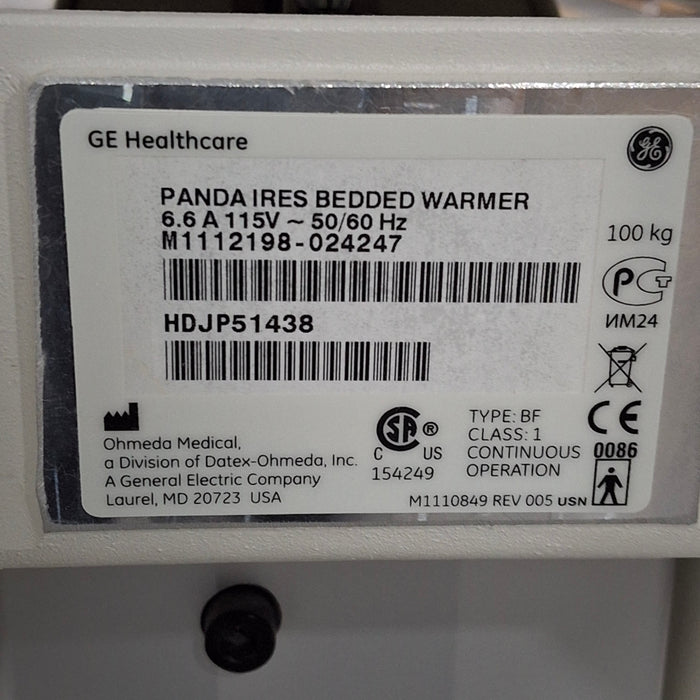 GE Healthcare
PANDA IRES BEDDED WARMER
6.6 A 115V ~ 50/60 Hz
M1112198-024247
100 kg
HDJP51438
ИМ24
Ohmeda Medical,
a Division of Datex-Ohmeda, Inc.
A General Electric Company
Laurel, MD 20723 USA
SA ®
C US
154249
TYPE: BF
CLASS: 1
CONTINUOUS
OPERATION
CE
0086
M1110849 REV 005 USN